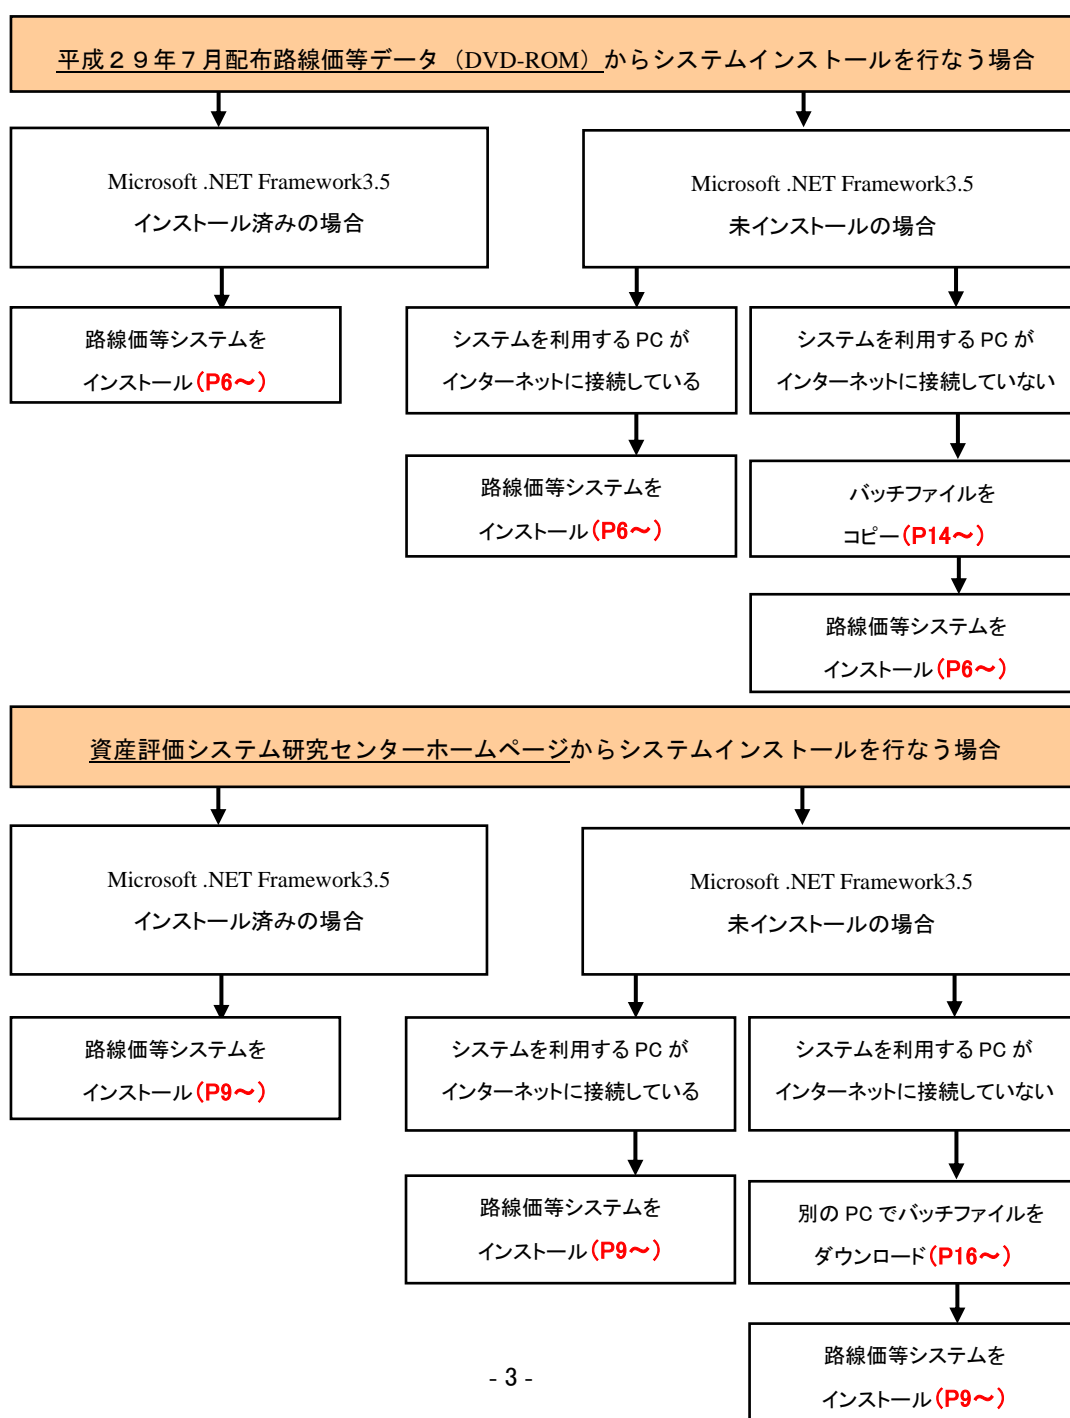 平成２９年７月配布路線価等データ（DVD-ROM）からシステムインストールを行なう場合
Microsoft .NET Framework3.5
インストール済みの場合
Microsoft .NET Framework3.5
未インストールの場合
路線価等システムを
インストール(P6～)
システムを利用する PC が
インターネットに接続している
システムを利用する PC が
インターネットに接続していない
路線価等システムを
インストール(P6～)
バッチファイルを
コピー(P14～)
路線価等システムを
インストール(P6～)
資産評価システム研究センターホームページからシステムインストールを行なう場合
Microsoft .NET Framework3.5
インストール済みの場合
Microsoft .NET Framework3.5
未インストールの場合
路線価等システムを
インストール(P9～)
システムを利用する PC が
インターネットに接続している
システムを利用する PC が
インターネットに接続していない
路線価等システムを
インストール(P9～)
別の PC でバッチファイルを
ダウンロード(P16～)
路線価等システムを
インストール(P9～)
- 3 -